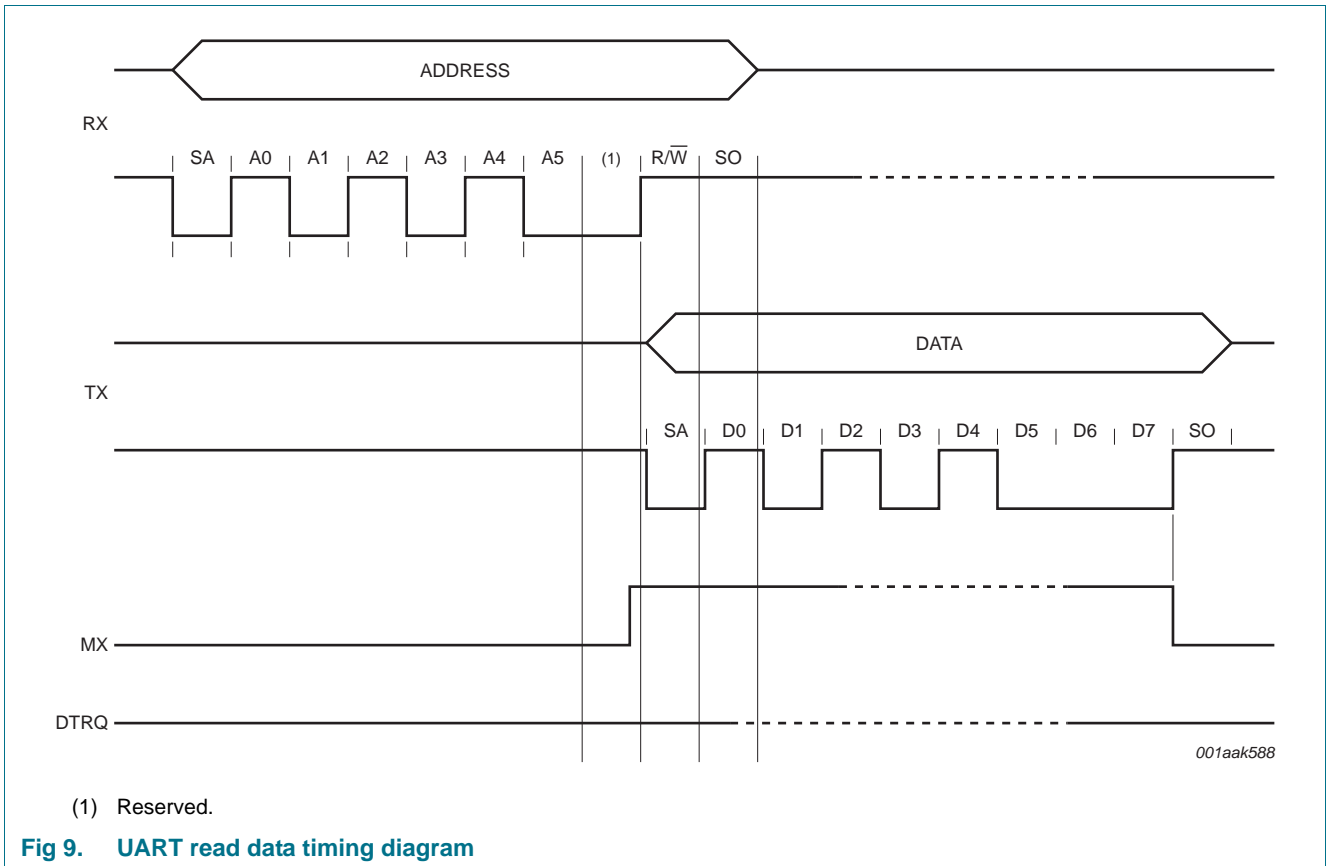 ADDRESS
RX
SA A0 A1 A2 A3 A4 A5 (1) R/W̅ SO
DATA
TX
SA D0 D1 D2 D3 D4 D5 D6 D7 SO
MX
DTRQ
001aak588
(1) Reserved.
Fig 9. UART read data timing diagram